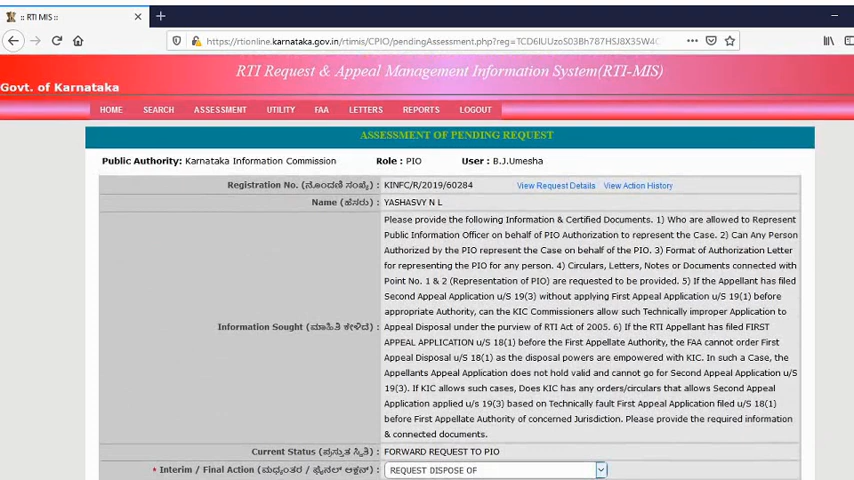 :: RTI MIS ::
https://rtionline.karnataka.gov.in/rtimis/CPIO/pendingAssessment.php?reg=TCD6lUUzoS03Bh787HSJ8X35W4
RTI Request & Appeal Management Information System(RTI-MIS)
Govt. of Karnataka
HOME SEARCH ASSESSMENT UTILITY FAA LETTERS REPORTS LOGOUT
ASSESSMENT OF PENDING REQUEST
Public Authority: Karnataka Information Commission Role : PIO User : B.J.Umesha
Registration No. (ನೊಂದಣಿ ಸಂಖ್ಯೆ) : KINFC/R/2019/60284 View Request Details View Action History
Name (ಹೆಸರು) : YASHASVY N L
Please provide the following Information & Certified Documents. 1) Who are allowed to Represent
Public Information Officer on behalf of PIO Authorization to represent the Case. 2) Can Any Person
Authorized by the PIO represent the Case on behalf of the PIO. 3) Format of Authorization Letter
for representing the PIO for any person. 4) Circulars, Letters, Notes or Documents connected with
Point No. 1 & 2 (Representation of PIO) are requested to be provided. 5) If the Appellant has filed
Second Appeal Application u/S 19(3) without applying First Appeal Application u/S 19(1) before
appropriate Authority, can the KIC Commissioners allow such Technically improper Application to
Information Sought (ಮಾಹಿತಿ ಕೇಳಿದೆ) : Appeal Disposal under the purview of RTI Act of 2005. 6) If the RTI Appellant has filed FIRST
APPEAL APPLICATION u/S 18(1) before the First Appellate Authority, the FAA cannot order First
Appeal Disposal u/S 18(1) as the disposal powers are empowered with KIC. In such a Case, the
Appellants Appeal Application does not hold valid and cannot go for Second Appeal Application u/S
19(3). If KIC allows such cases, Does KIC has any orders/circulars that allows Second Appeal
Application applied u/S 19(3) based on Technically fault First Appeal Application filed u/S 18(1)
before First Appellate Authority of concerned Jurisdiction. Please provide the required information
& connected documents.
Current Status (ಪ್ರಸ್ತುತ ಸ್ಥಿತಿ) : FORWARD REQUEST TO PIO
* Interim / Final Action (ಮಧ್ಯಂತರ / ಫೈನಲ್ ಆಕ್ಷನ್) : REQUEST DISPOSE OF